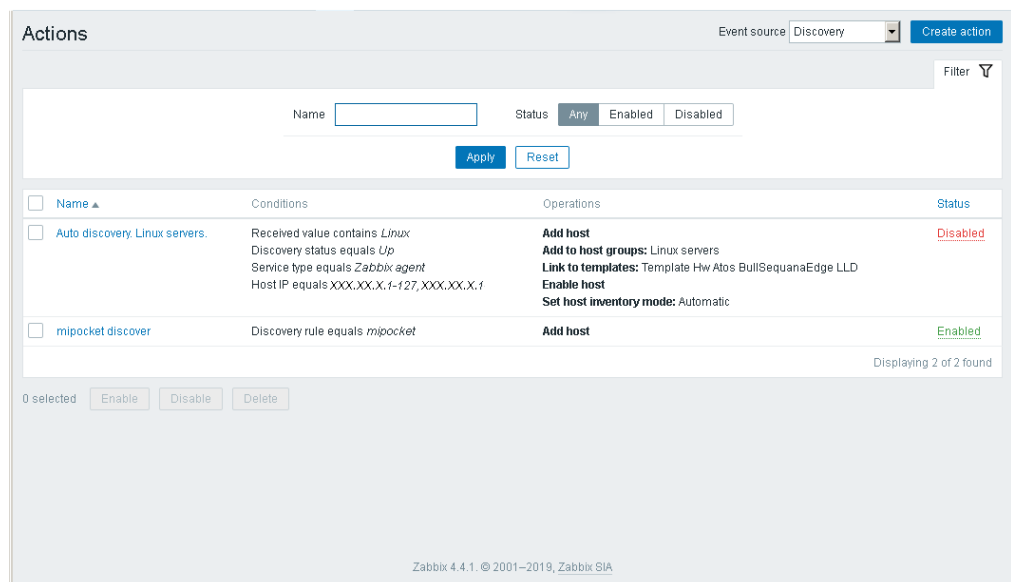 Actions
Event source Discovery Create action
Filter
Name Status Any Enabled Disabled
Apply Reset
Name Conditions Operations Status
Auto discovery. Linux servers. Received value contains Linux Add host Disabled
Discovery status equals Up Add to host groups: Linux servers
Service type equals Zabbix agent Link to templates: Template Hw Atos BullSequanaEdge LLD
Host IP equals XXX.XX.X.1-127, XXX.XX.X.1 Enable host
Set host inventory mode: Automatic
mipocket discover Discovery rule equals mipocket Add host Enabled
Displaying 2 of 2 found
0 selected Enable Disable Delete
Zabbix 4.4.1. © 2001–2019, Zabbix SIA